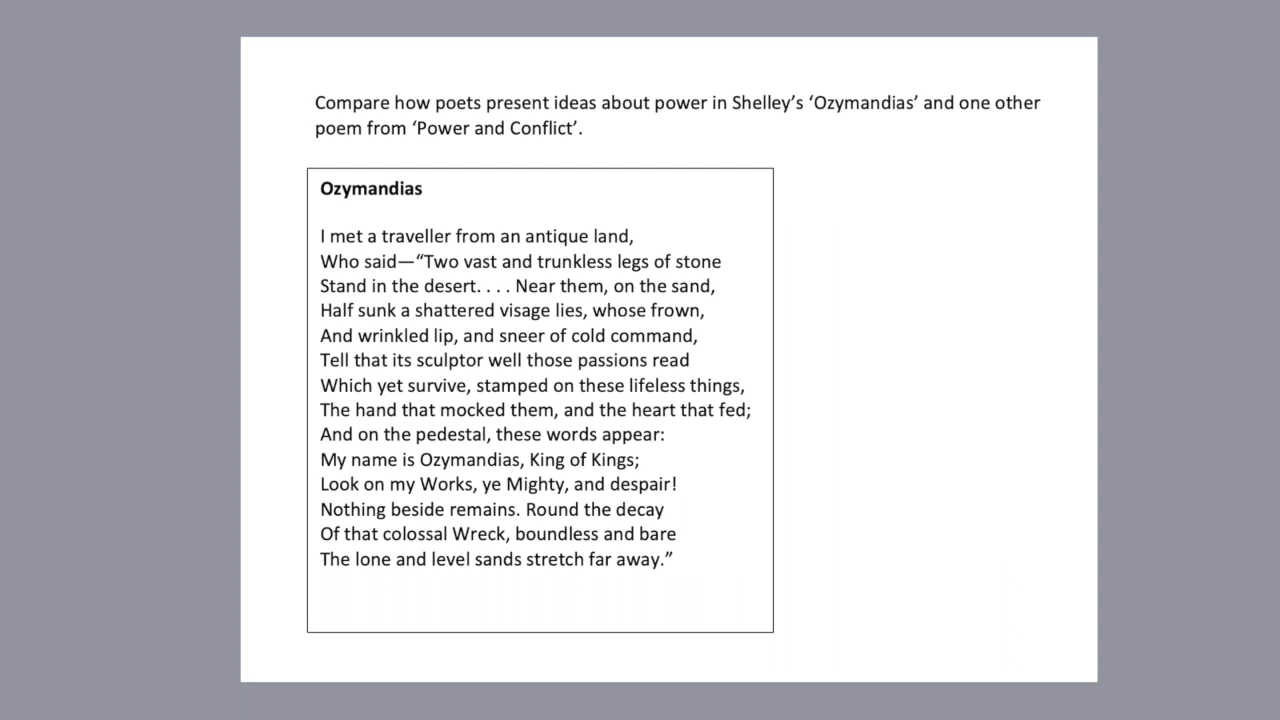 Compare how poets present ideas about power in Shelley’s ‘Ozymandias’ and one other
poem from ‘Power and Conflict’.
Ozymandias
I met a traveller from an antique land,
Who said—“Two vast and trunkless legs of stone
Stand in the desert. . . . Near them, on the sand,
Half sunk a shattered visage lies, whose frown,
And wrinkled lip, and sneer of cold command,
Tell that its sculptor well those passions read
Which yet survive, stamped on these lifeless things,
The hand that mocked them, and the heart that fed;
And on the pedestal, these words appear:
My name is Ozymandias, King of Kings;
Look on my Works, ye Mighty, and despair!
Nothing beside remains. Round the decay
Of that colossal Wreck, boundless and bare
The lone and level sands stretch far away.”